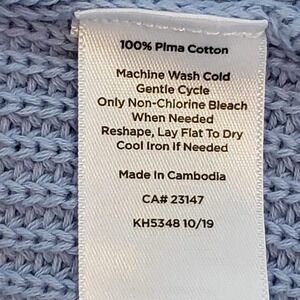 100% Pima Cotton
Machine Wash Cold
Gentle Cycle
Only Non-Chlorine Bleach
When Needed
Reshape, Lay Flat To Dry
Cool Iron If Needed
Made In Cambodia
CA# 23147
KH5348 10/19